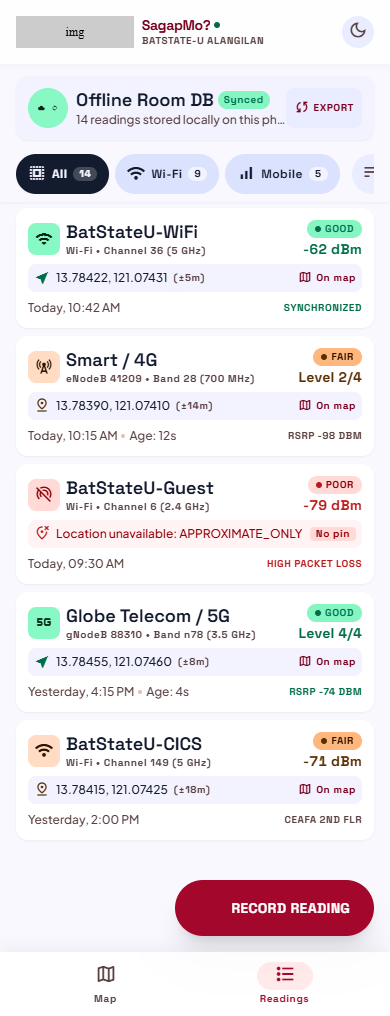 img
SagapMo?
BATSTATE-U ALANGILAN
Offline Room DB Synced
14 readings stored locally on this ph...
EXPORT
All 14
Wi-Fi 9
Mobile 5
BatStateU-WiFi
GOOD
Wi-Fi • Channel 36 (5 GHz)
-62 dBm
13.78422, 121.07431 (±5m)
On map
Today, 10:42 AM
SYNCHRONIZED
Smart / 4G
FAIR
eNodeB 41209 • Band 28 (700 MHz)
Level 2/4
13.78390, 121.07410 (±14m)
On map
Today, 10:15 AM • Age: 12s
RSRP -98 DBM
BatStateU-Guest
POOR
Wi-Fi • Channel 6 (2.4 GHz)
-79 dBm
Location unavailable: APPROXIMATE_ONLY
No pin
Today, 09:30 AM
HIGH PACKET LOSS
5G
Globe Telecom / 5G
GOOD
gNodeB 88310 • Band n78 (3.5 GHz)
Level 4/4
13.78455, 121.07460 (±8m)
On map
Yesterday, 4:15 PM • Age: 4s
RSRP -74 DBM
BatStateU-CICS
FAIR
Wi-Fi • Channel 149 (5 GHz)
-71 dBm
13.78415, 121.07425 (±18m)
On map
Yesterday, 2:00 PM
CEAFA 2ND FLR
RECORD READING
Map
Readings